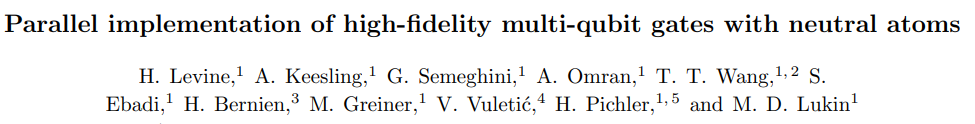 Parallel implementation of high-fidelity multi-qubit gates with neutral atoms
H. Levine,¹ A. Keesling,¹ G. Semeghini,¹ A. Omran,¹ T. T. Wang,¹,² S.
Ebadi,¹ H. Bernien,³ M. Greiner,¹ V. Vuletić,⁴ H. Pichler,¹,⁵ and M. D. Lukin¹